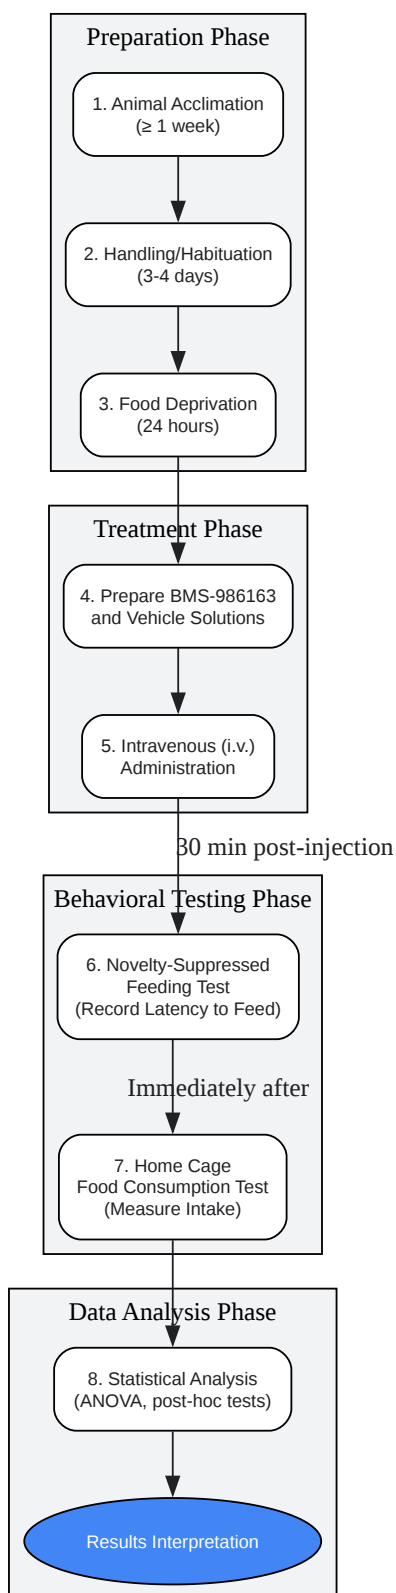 Preparation Phase
1. Animal Acclimation
(≥ 1 week)
2. Handling/Habituation
(3-4 days)
3. Food Deprivation
(24 hours)
Treatment Phase
4. Prepare BMS-986163
and Vehicle Solutions
5. Intravenous (i.v.)
Administration
30 min post-injection
Behavioral Testing Phase
6. Novelty-Suppressed
Feeding Test
(Record Latency to Feed)
Immediately after
7. Home Cage
Food Consumption Test
(Measure Intake)
Data Analysis Phase
8. Statistical Analysis
(ANOVA, post-hoc tests)
Results Interpretation